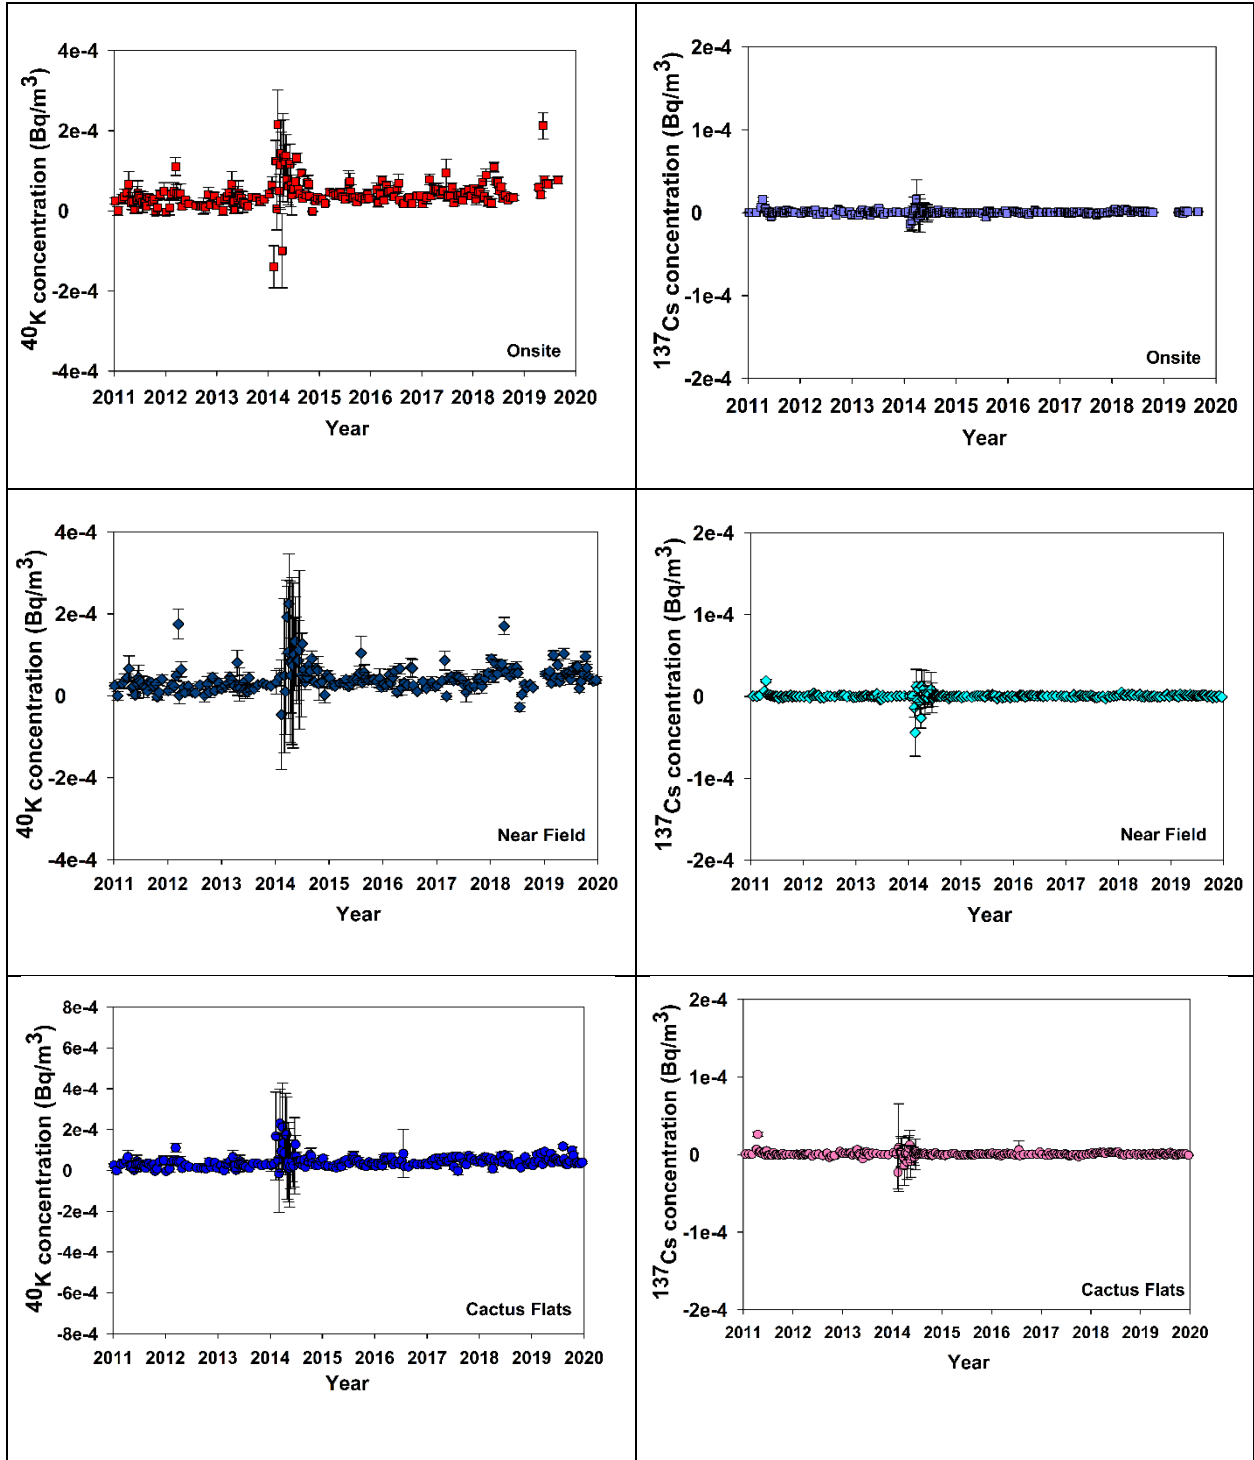 40K concentration (Bq/m3)
4e-4
2e-4
0
-2e-4
-4e-4
Onsite
2011 2012 2013 2014 2015 2016 2017 2018 2019 2020
Year
137Cs concentration (Bq/m3)
2e-4
1e-4
0
-1e-4
-2e-4
Onsite
2011 2012 2013 2014 2015 2016 2017 2018 2019 2020
Year
40K concentration (Bq/m3)
4e-4
2e-4
0
-2e-4
-4e-4
Near Field
2011 2012 2013 2014 2015 2016 2017 2018 2019 2020
Year
137Cs concentration (Bq/m3)
2e-4
1e-4
0
-1e-4
-2e-4
Near Field
2011 2012 2013 2014 2015 2016 2017 2018 2019 2020
Year
40K concentration (Bq/m3)
8e-4
6e-4
4e-4
2e-4
0
-2e-4
-4e-4
-6e-4
-8e-4
Cactus Flats
2011 2012 2013 2014 2015 2016 2017 2018 2019 2020
Year
137Cs concentration (Bq/m3)
2e-4
1e-4
0
-1e-4
-2e-4
Cactus Flats
2011 2012 2013 2014 2015 2016 2017 2018 2019 2020
Year